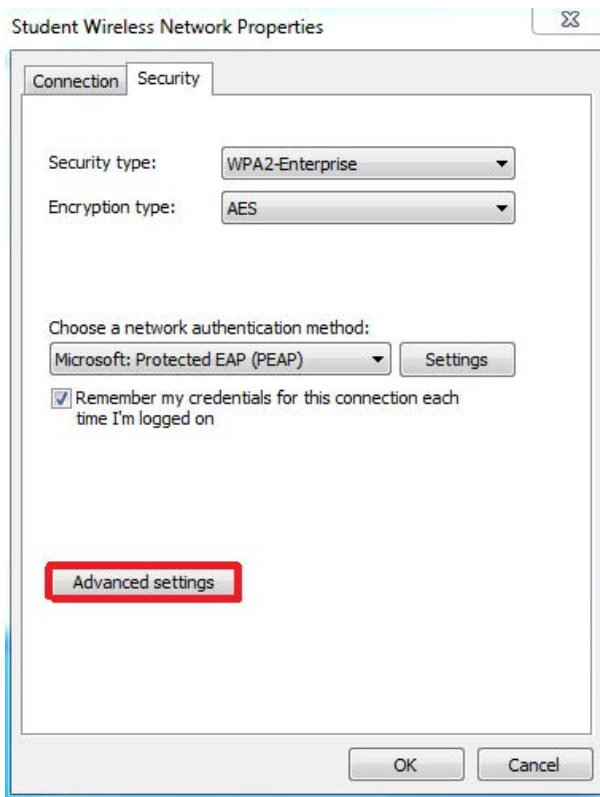 Student Wireless Network Properties
Connection Security
Security type: WPA2-Enterprise
Encryption type: AES
Choose a network authentication method:
Microsoft: Protected EAP (PEAP) Settings
Remember my credentials for this connection each
time I'm logged on
Advanced settings
OK Cancel